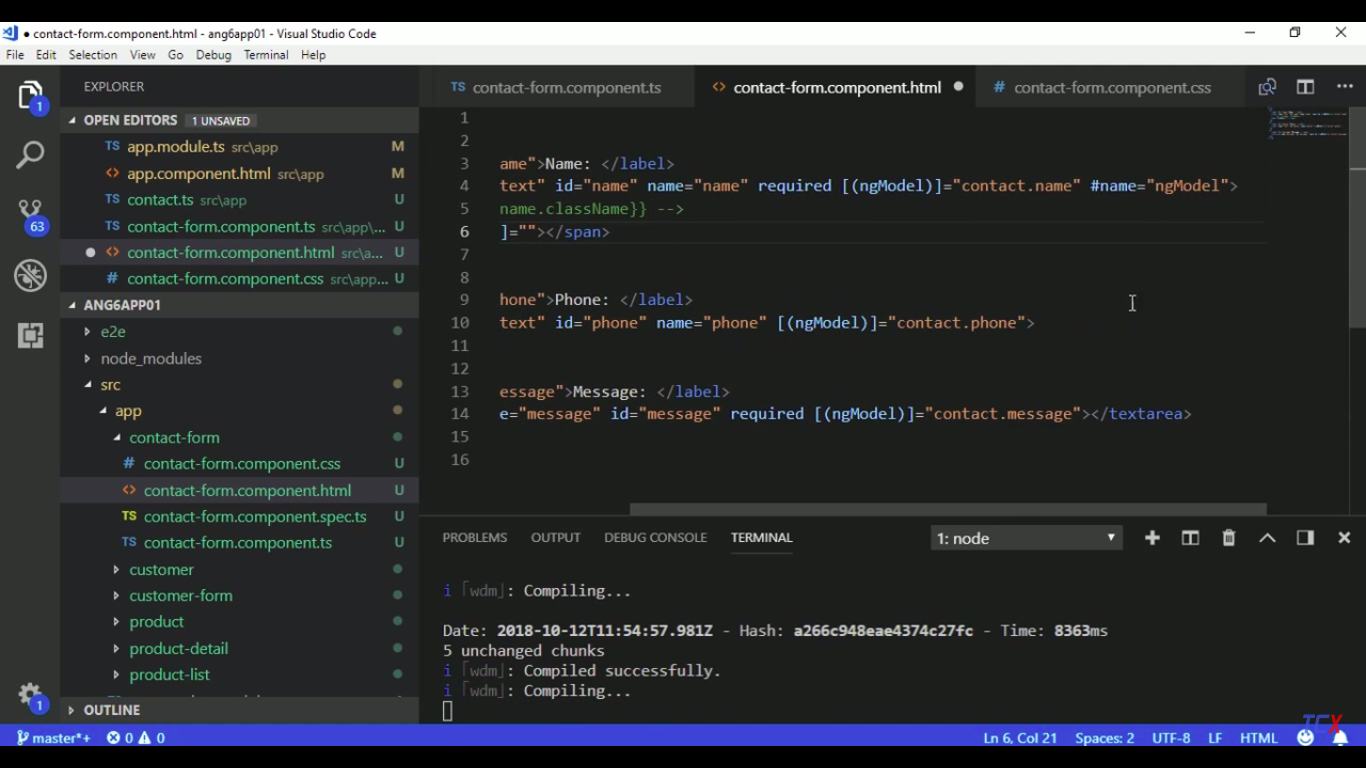 contact-form.component.html - ang6app01 - Visual Studio Code
File Edit Selection View Go Debug Terminal Help
EXPLORER
TS contact-form.component.ts <> contact-form.component.html # contact-form.component.css
OPEN EDITORS 1 UNSAVED
TS app.module.ts src\app M
<> app.component.html src\app M
TS contact.ts src\app U
TS contact-form.component.ts src\app\... U
<> contact-form.component.html src\a... U
# contact-form.component.css src\app... U
ANG6APP01
e2e
node_modules
src
app
contact-form
# contact-form.component.css U
<> contact-form.component.html U
TS contact-form.component.spec.ts U
TS contact-form.component.ts U
customer
customer-form
product
product-detail
product-list
OUTLINE
1
63
1
1
2
3 ame">Name: </label>
4 text" id="name" name="name" required [(ngModel)]="contact.name" #name="ngModel">
5 name.className}} -->
6 ]=""></span>
7
8
9 hone">Phone: </label>
10 text" id="phone" name="phone" [(ngModel)]="contact.phone">
11
12
13 essage">Message: </label>
14 e="message" id="message" required [(ngModel)]="contact.message"></textarea>
15
16
PROBLEMS OUTPUT DEBUG CONSOLE TERMINAL 1: node
i ｢wdm｣: Compiling...
Date: 2018-10-12T11:54:57.981Z - Hash: a266c948eae4374c27fc - Time: 8363ms
5 unchanged chunks
i ｢wdm｣: Compiled successfully.
i ｢wdm｣: Compiling...
TCX
master*+ 0 0 Ln 6, Col 21 Spaces: 2 UTF-8 LF HTML